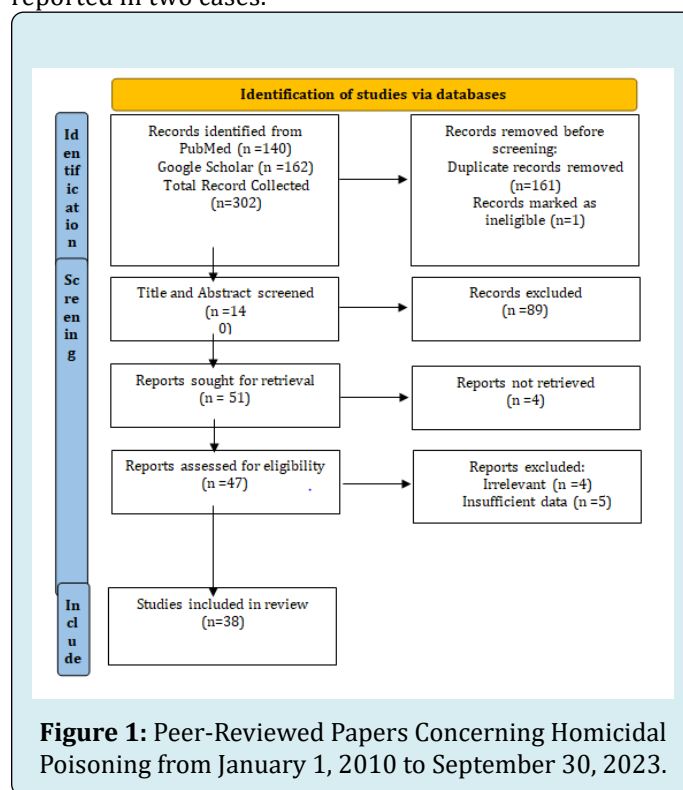 reported in two cases.
Identification of studies via databases
Id
en
tif
ic
at
io
n
Records identified from
PubMed (n =140)
Google Scholar (n =162)
Total Record Collected
(n=302)
Records removed before
screening:
Duplicate records removed
(n=161)
Records marked as
ineligible (n=1)
Sc
re
en
in
g
Title and Abstract screened
(n =14
0)
Records excluded
(n =89)
Reports sought for retrieval
(n = 51)
Reports not retrieved
(n =4)
Reports assessed for eligibility
(n =47)
.
Reports excluded:
Irrelevant (n =4)
Insufficient data (n =5)
In
cl
u
de
Studies included in review
(n=38)
Figure 1: Peer-Reviewed Papers Concerning Homicidal
Poisoning from January 1, 2010 to September 30, 2023.